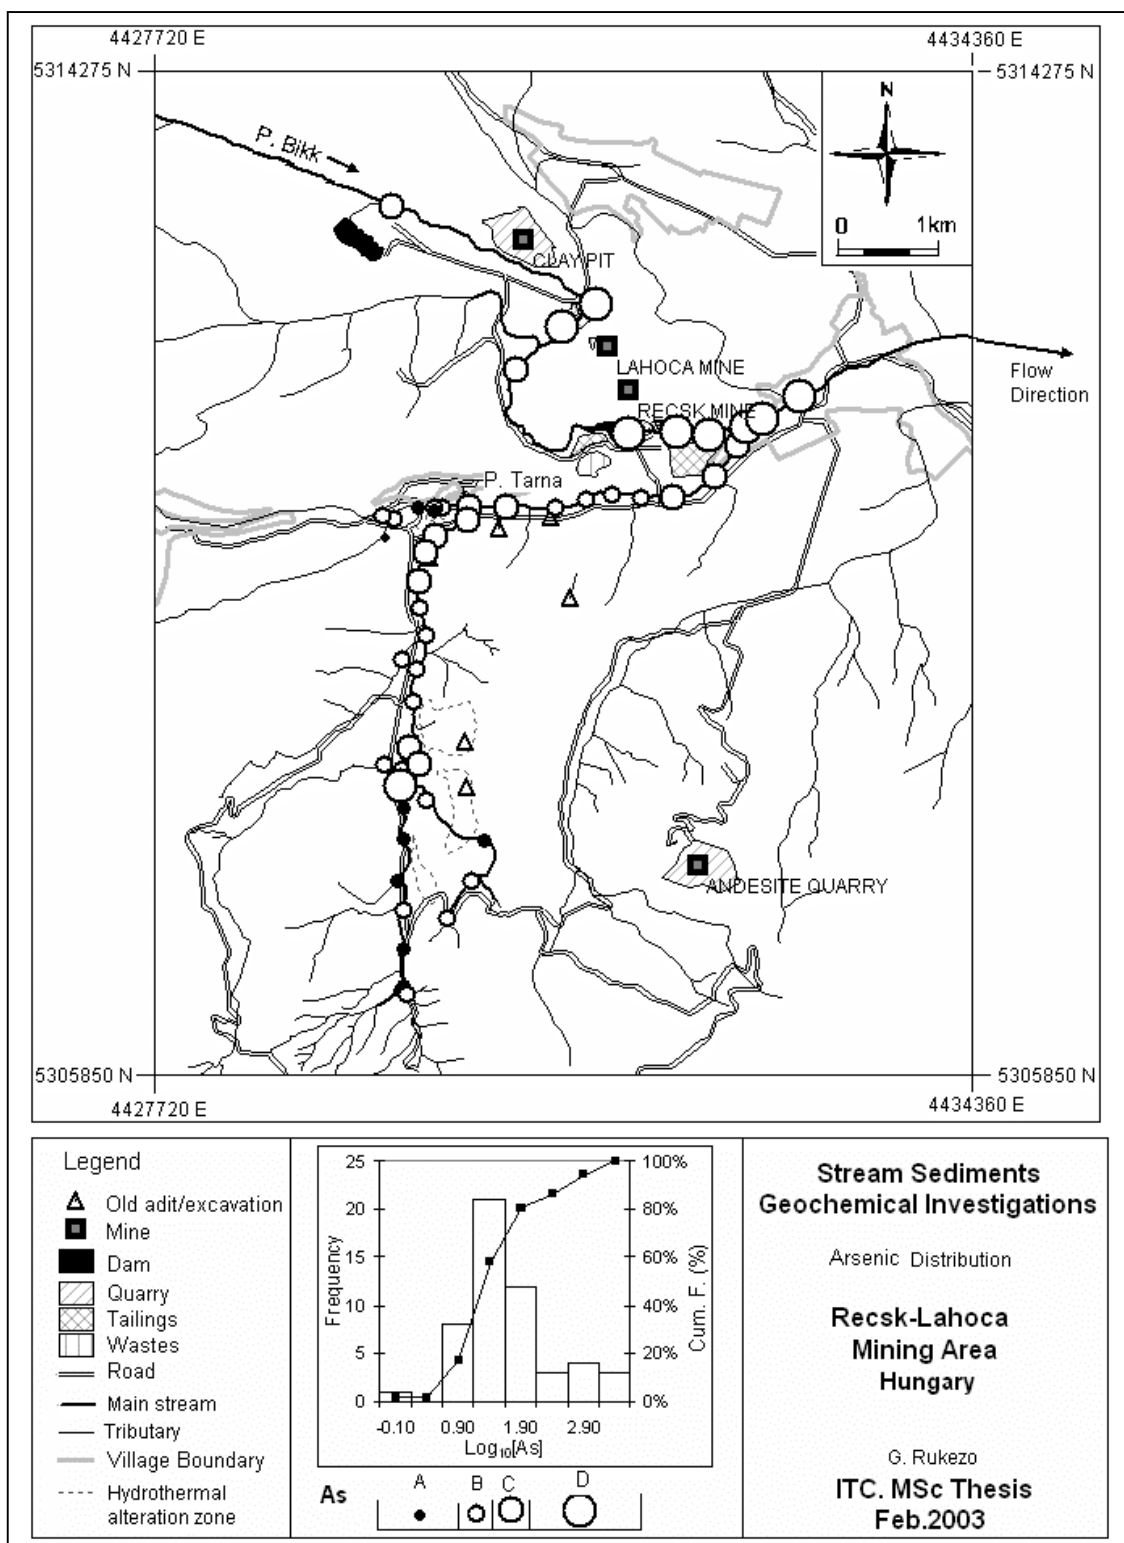 4427720 E
4434360 E
5314275 N
5314275 N
N
P. Bikk
0 1km
CLAY PIT
LAHOCA MINE
Flow
Direction
RECSK MINE
P. Tarna
ANDESITE QUARRY
5305850 N
5305850 N
4427720 E
4434360 E
Legend
Old adit/excavation
Mine
Dam
Quarry
Tailings
Wastes
Road
Main stream
Tributary
Village Boundary
Hydrothermal
alteration zone
25
20
15
10
5
0
Frequency
100%
80%
60%
40%
20%
0%
Cum. F. (%)
-0.10 0.90 1.90 2.90
Log10[As]
As
A B C D
Stream Sediments
Geochemical Investigations
Arsenic Distribution
Recsk-Lahoca
Mining Area
Hungary
G. Rukezo
ITC. MSc Thesis
Feb.2003